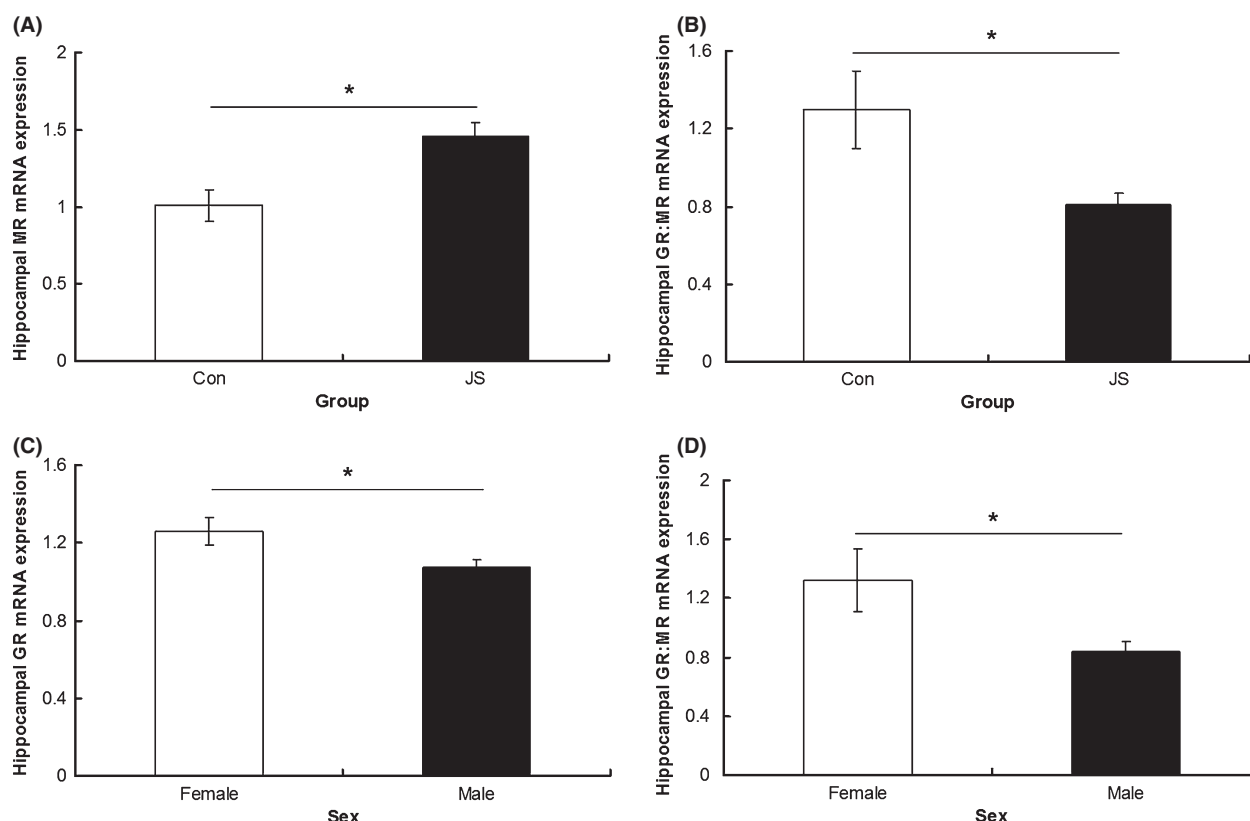 (A)
Hippocampal MR mRNA expression
2
1.5
1
0.5
0
*
Con
JS
Group
(B)
Hippocampal GR:MR mRNA expression
1.6
1.2
0.8
0.4
0
*
Con
JS
Group
(C)
Hippocampal GR mRNA expression
1.6
1.2
0.8
0.4
0
*
Female
Male
Sex
(D)
Hippocampal GR:MR mRNA expression
2
1.6
1.2
0.8
0.4
0
*
Female
Male
Sex